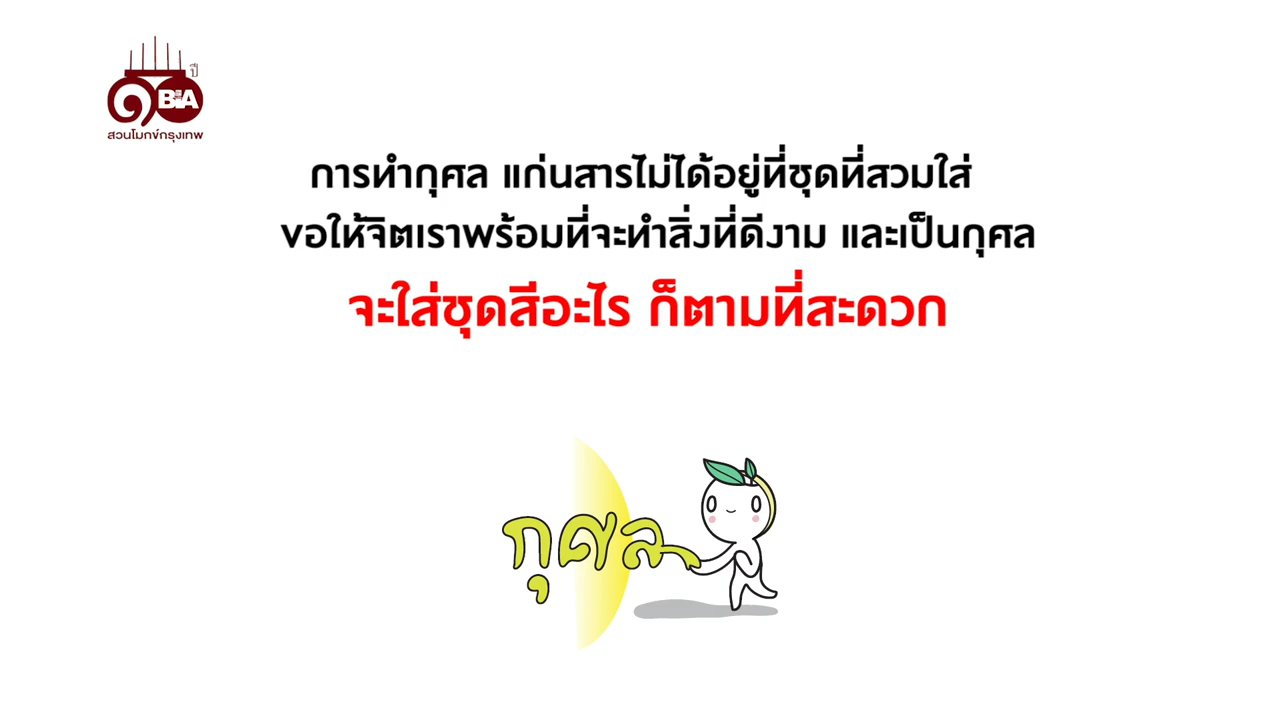 ๑๐ ปี
BIA
สวนโมกข์กรุงเทพ
การทำกุศล แก่นสารไม่ได้อยู่ที่ชุดที่สวมใส่
ขอให้จิตเราพร้อมที่จะทำสิ่งที่ดีงาม และเป็นกุศล
จะใส่ชุดสีอะไร ก็ตามที่สะดวก
กุศล